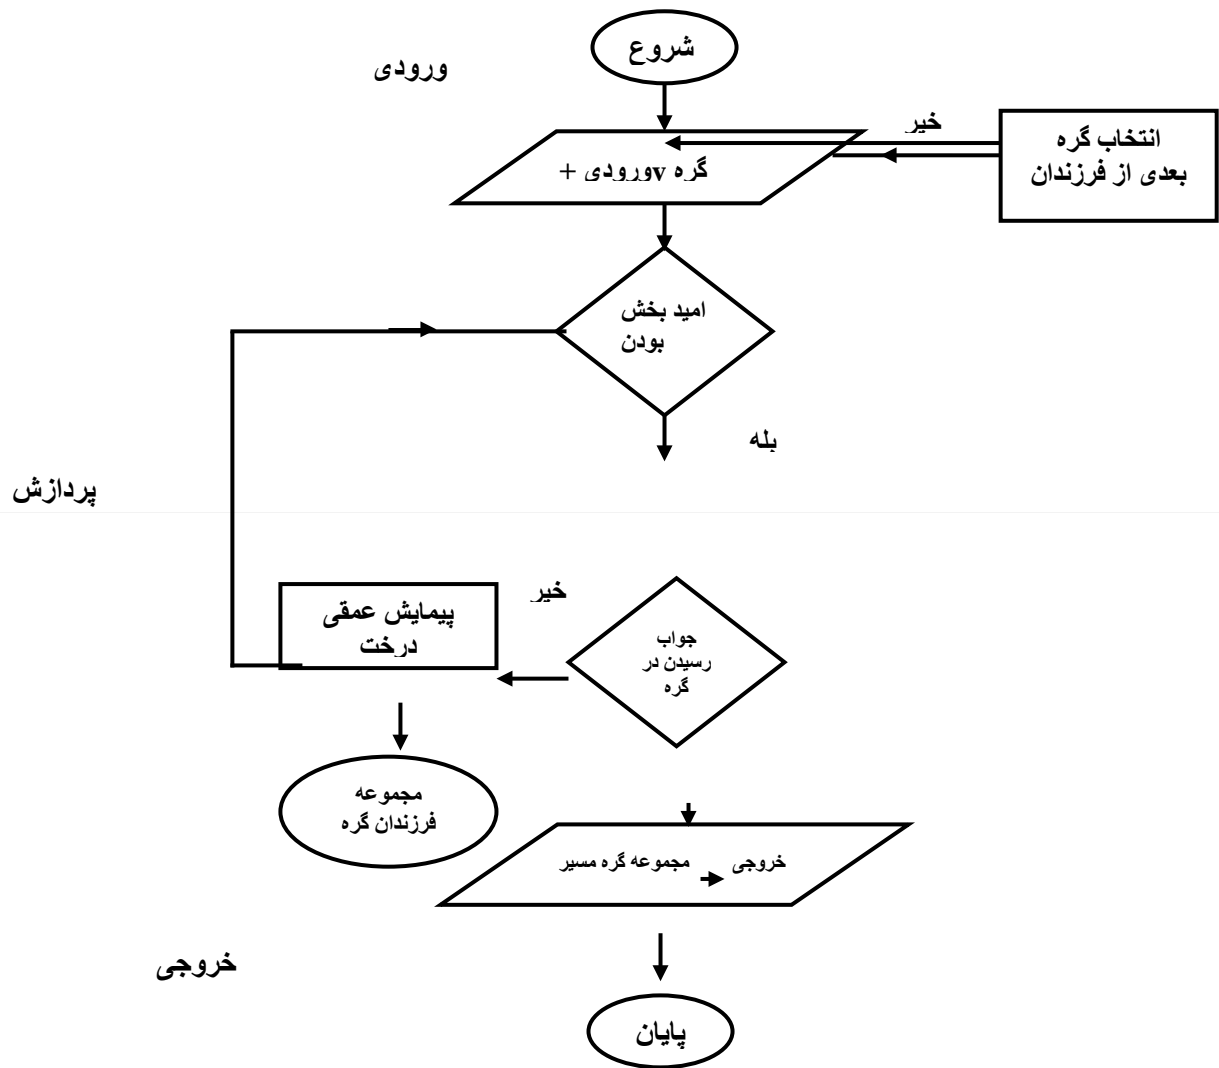 شروع
ورودی
خیر
انتخاب گره
بعدی از فرزندان
گره vورودی +
امید بخش
بودن
بله
پردازش
خیر
پیمایش عمقی
درخت
جواب
رسیدن در
گره
مجموعه
فرزندان گره
خروجی
مجموعه گره مسیر
خروجی
پایان